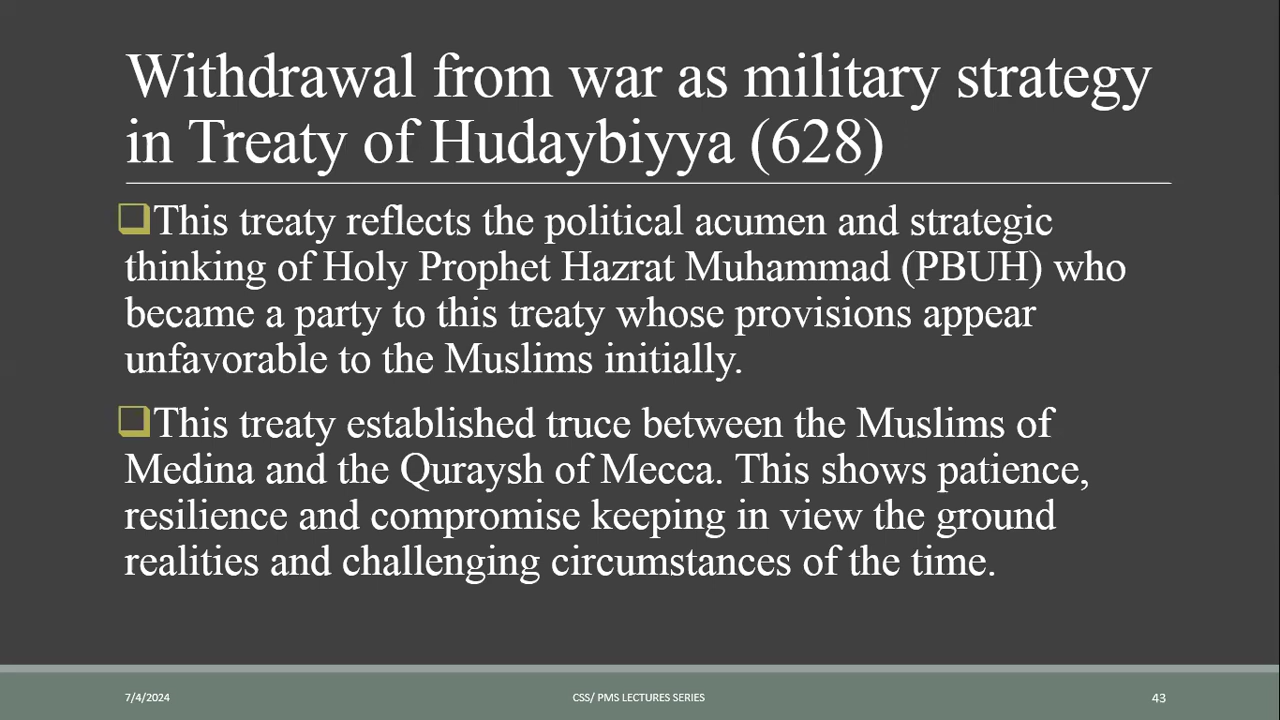 Withdrawal from war as military strategy
in Treaty of Hudaybiyya (628)
This treaty reflects the political acumen and strategic
thinking of Holy Prophet Hazrat Muhammad (PBUH) who
became a party to this treaty whose provisions appear
unfavorable to the Muslims initially.
This treaty established truce between the Muslims of
Medina and the Quraysh of Mecca. This shows patience,
resilience and compromise keeping in view the ground
realities and challenging circumstances of the time.
7/4/2024
CSS/ PMS LECTURES SERIES
43